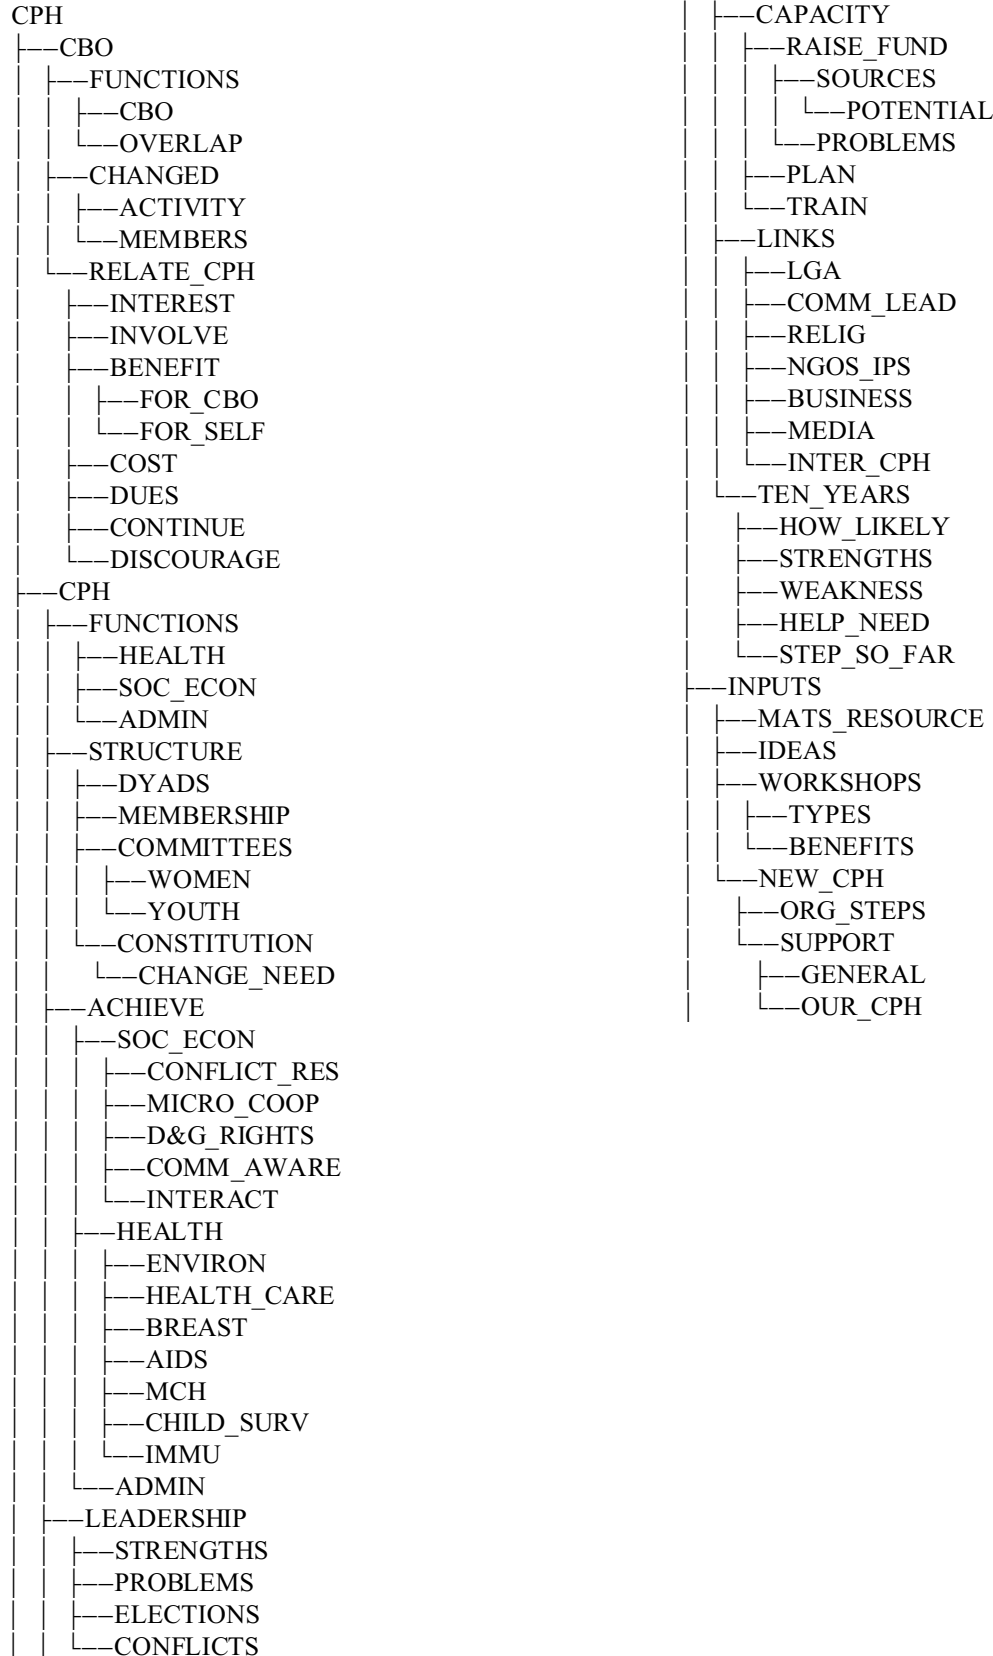 CPH
├──CBO
│ ├──FUNCTIONS
│ │ ├──CBO
│ │ └──OVERLAP
│ ├──CHANGED
│ │ ├──ACTIVITY
│ │ └──MEMBERS
│ └──RELATE_CPH
│   ├──INTEREST
│   ├──INVOLVE
│   ├──BENEFIT
│   │ ├──FOR_CBO
│   │ └──FOR_SELF
│   ├──COST
│   ├──DUES
│   ├──CONTINUE
│   └──DISCOURAGE
├──CPH
│ ├──FUNCTIONS
│ │ ├──HEALTH
│ │ ├──SOC_ECON
│ │ └──ADMIN
│ ├──STRUCTURE
│ │ ├──DYADS
│ │ ├──MEMBERSHIP
│ │ ├──COMMITTEES
│ │ │ ├──WOMEN
│ │ │ └──YOUTH
│ │ └──CONSTITUTION
│ │   └──CHANGE_NEED
│ ├──ACHIEVE
│ │ ├──SOC_ECON
│ │ │ ├──CONFLICT_RES
│ │ │ ├──MICRO_COOP
│ │ │ ├──D&G_RIGHTS
│ │ │ ├──COMM_AWARE
│ │ │ └──INTERACT
│ │ ├──HEALTH
│ │ │ ├──ENVIRON
│ │ │ ├──HEALTH_CARE
│ │ │ ├──BREAST
│ │ │ ├──AIDS
│ │ │ ├──MCH
│ │ │ ├──CHILD_SURV
│ │ │ └──IMMU
│ │ └──ADMIN
│ ├──LEADERSHIP
│ │ ├──STRENGTHS
│ │ ├──PROBLEMS
│ │ ├──ELECTIONS
│ │ └──CONFLICTS
│ ├──CAPACITY
│ │ ├──RAISE_FUND
│ │ │ ├──SOURCES
│ │ │ │ └──POTENTIAL
│ │ │ └──PROBLEMS
│ │ ├──PLAN
│ │ └──TRAIN
│ ├──LINKS
│ │ ├──LGA
│ │ ├──COMM_LEAD
│ │ ├──RELIG
│ │ ├──NGOS_IPS
│ │ ├──BUSINESS
│ │ ├──MEDIA
│ │ └──INTER_CPH
│ └──TEN_YEARS
│   ├──HOW_LIKELY
│   ├──STRENGTHS
│   ├──WEAKNESS
│   ├──HELP_NEED
│   └──STEP_SO_FAR
├──INPUTS
│ ├──MATS_RESOURCE
│ ├──IDEAS
│ ├──WORKSHOPS
│ │ ├──TYPES
│ │ └──BENEFITS
│ └──NEW_CPH
│   ├──ORG_STEPS
│   └──SUPPORT
│     ├──GENERAL
│     └──OUR_CPH